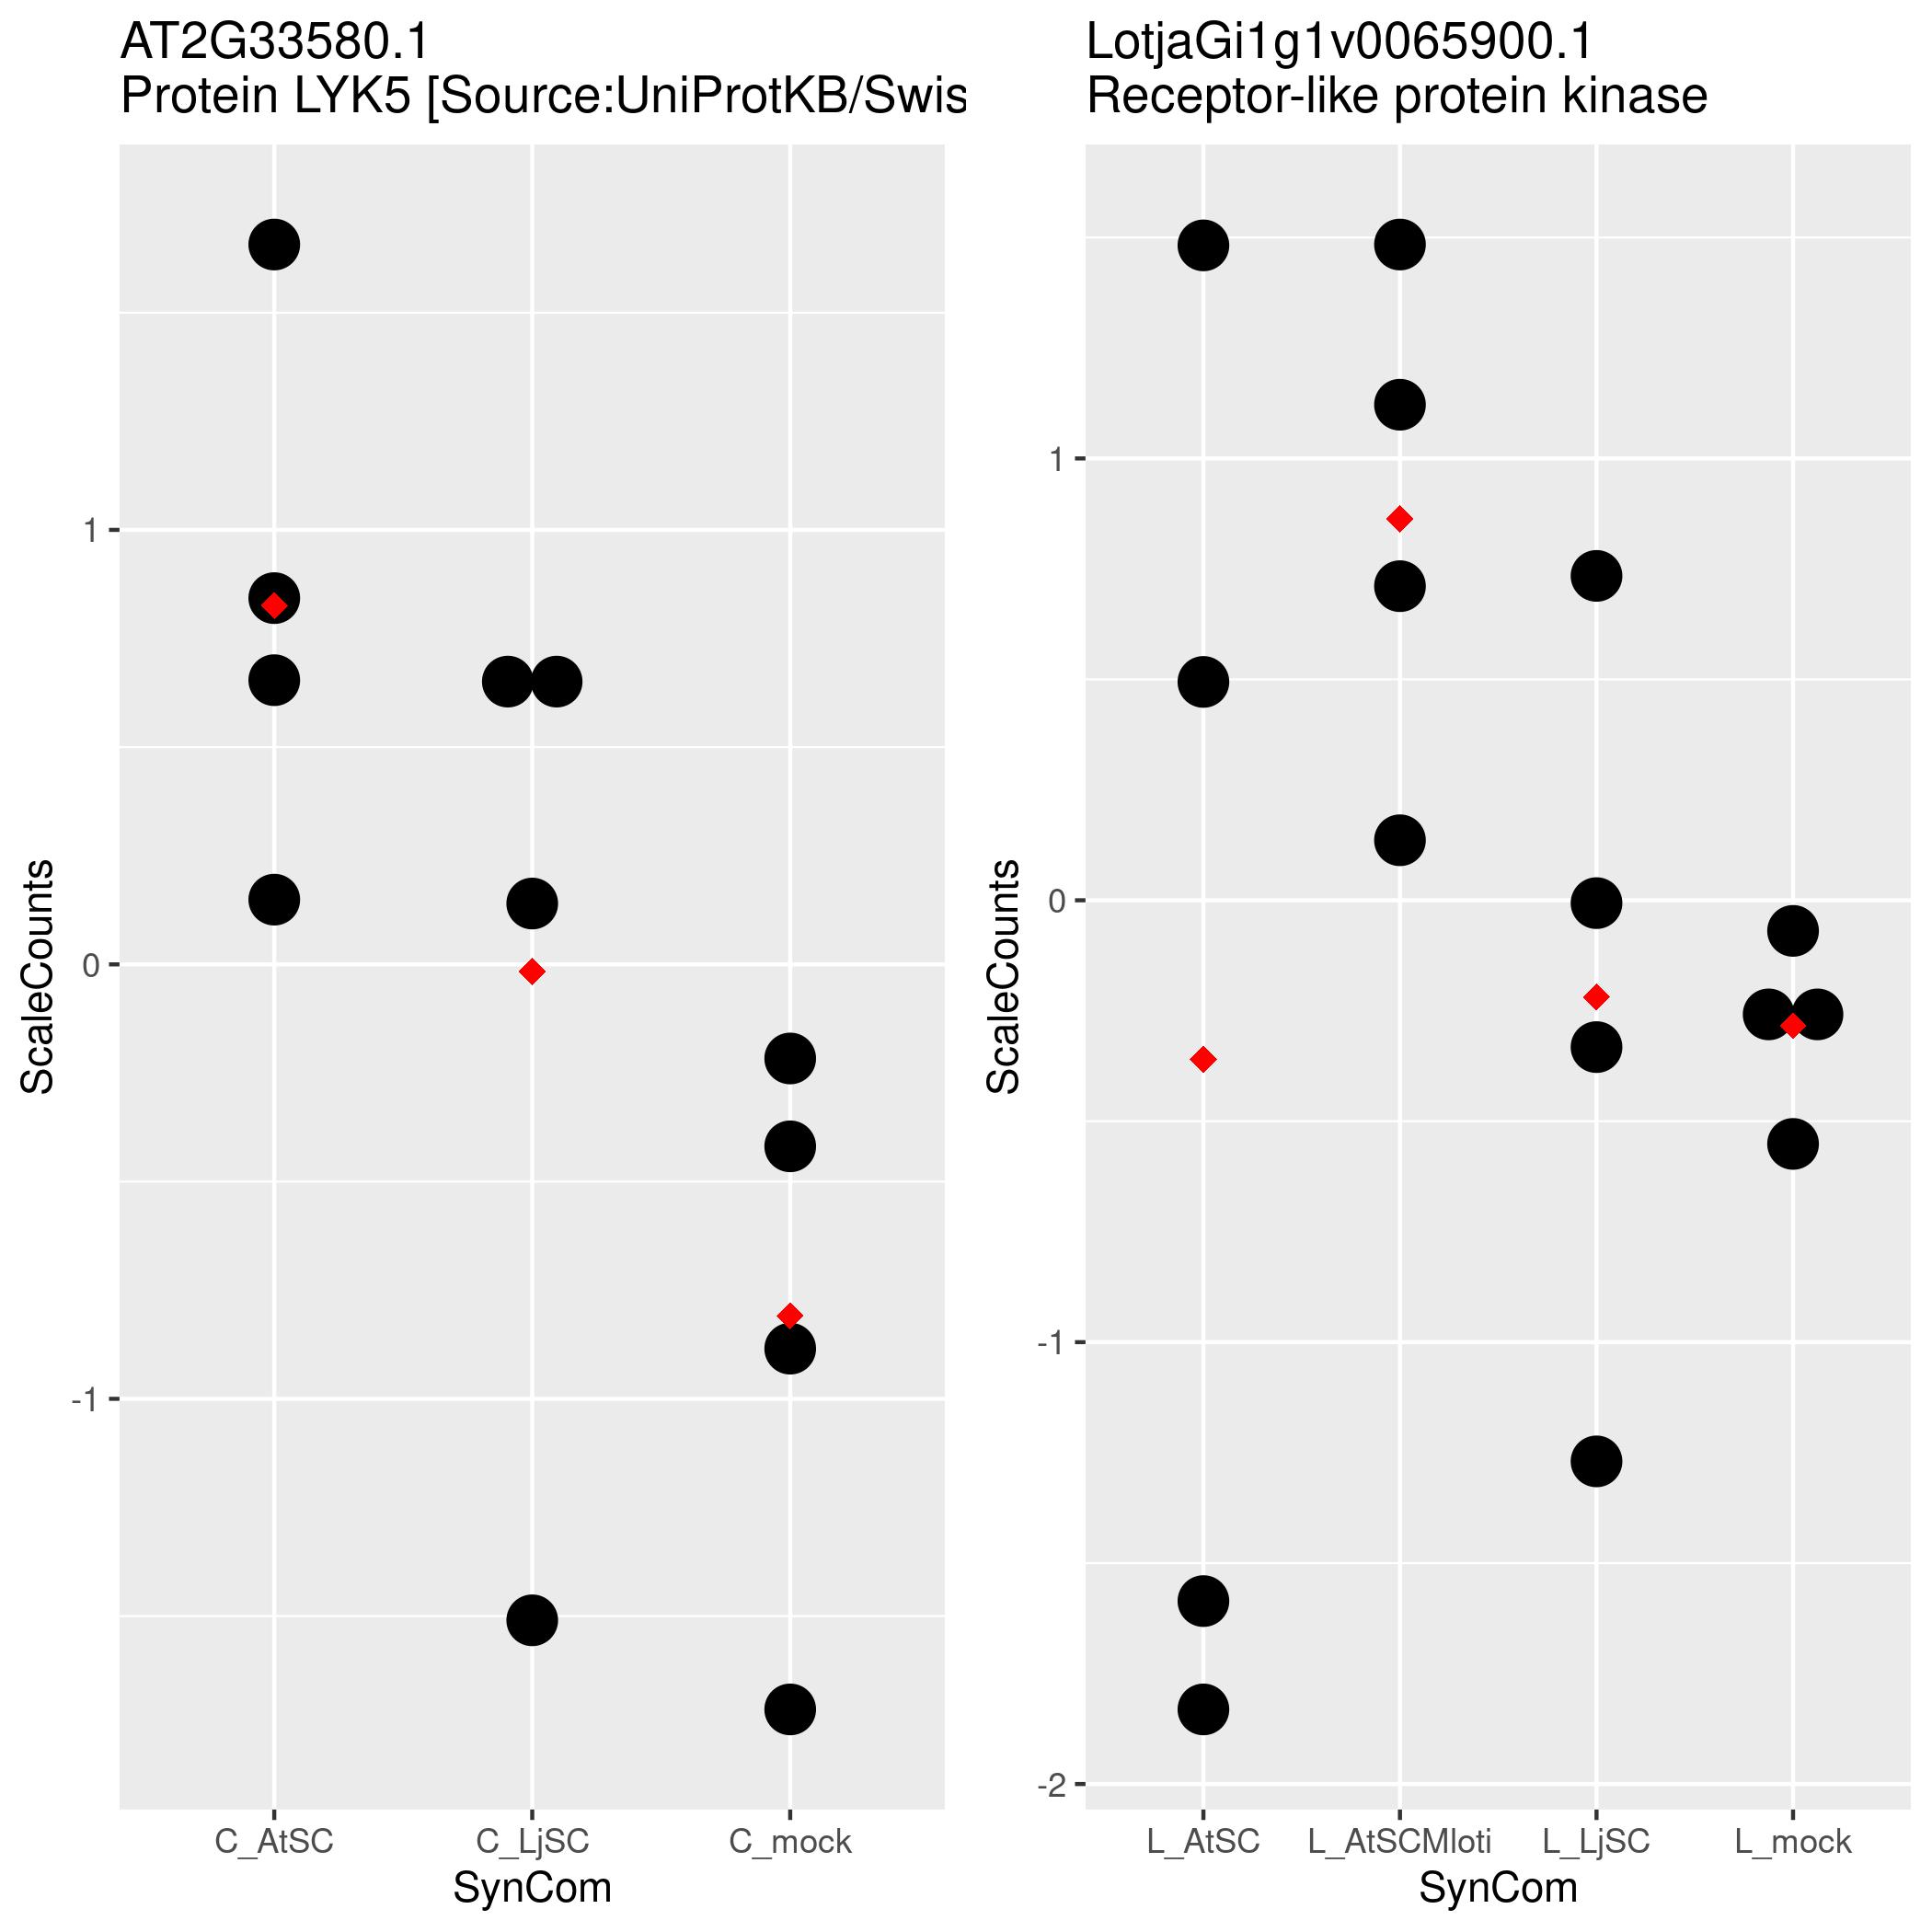 AT2G33580.1
Protein LYK5 [Source:UniProtKB/Swis
ScaleCounts
1
0
-1
C_AtSC
C_LjSC
C_mock
SynCom
LotjaGi1g1v0065900.1
Receptor-like protein kinase
ScaleCounts
1
0
-1
-2
L_AtSC
L_AtSCMloti
L_LjSC
L_mock
SynCom